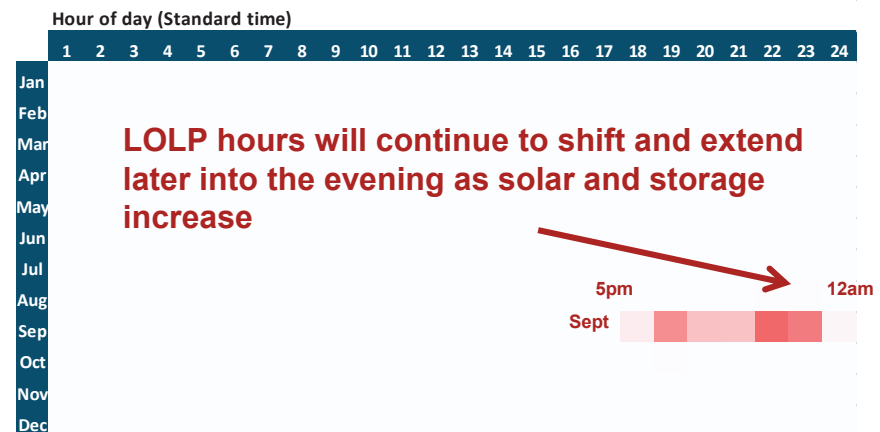 Hour of day (Standard time)
1 2 3 4 5 6 7 8 9 10 11 12 13 14 15 16 17 18 19 20 21 22 23 24
Jan
Feb
Mar
Apr
May
Jun
Jul
Aug
Sep
Oct
Nov
Dec
LOLP hours will continue to shift and extend
later into the evening as solar and storage
increase
5pm 12am
Sept